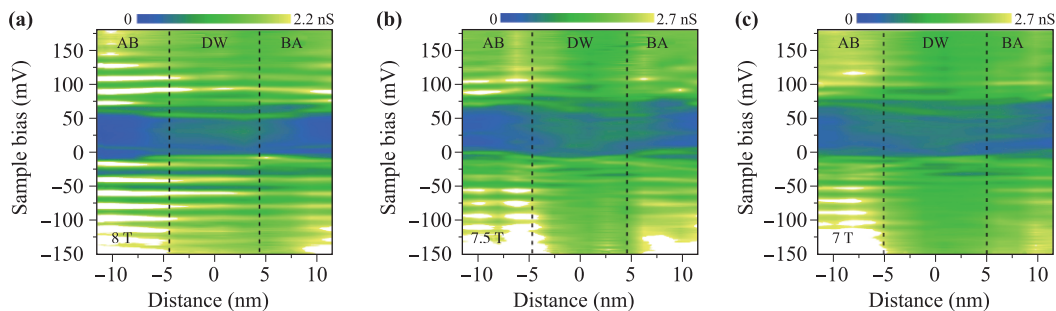 (a) 0 2.2 nS
AB DW BA
150
100
50
0
−50
−100
−150
Sample bias (mV)
8 T
−10 −5 0 5 10
Distance (nm)
(b) 0 2.7 nS
AB DW BA
150
100
50
0
−50
−100
−150
Sample bias (mV)
7.5 T
−10 −5 0 5 10
Distance (nm)
(c) 0 2.7 nS
AB DW BA
150
100
50
0
−50
−100
−150
Sample bias (mV)
7 T
−10 −5 0 5 10
Distance (nm)